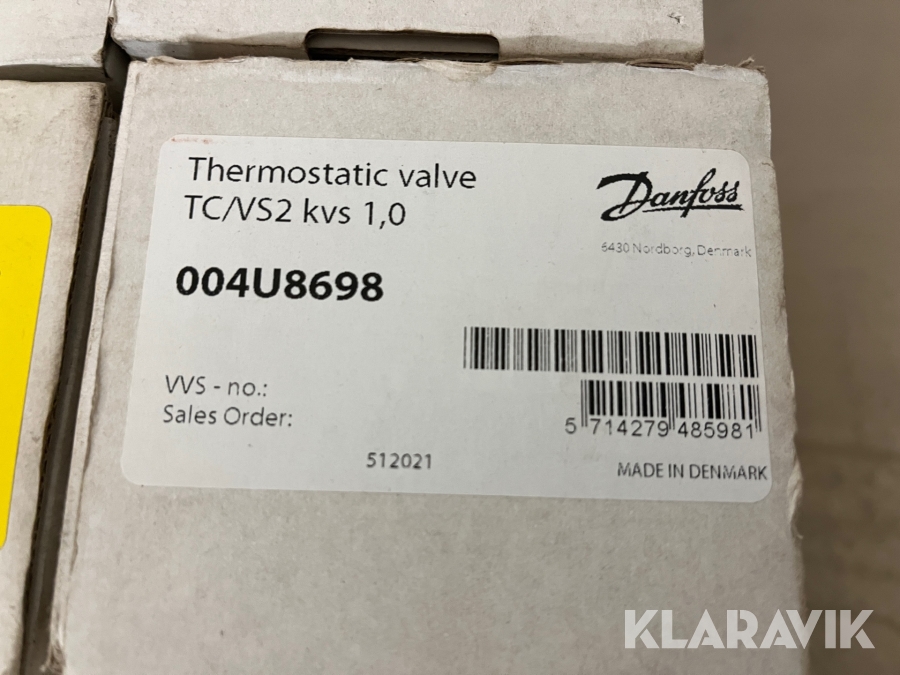 Thermostatic valve
TC/VS2 kvs 1,0
Danfoss
6430 Nordborg, Denmark
004U8698
VVS - no.:
Sales Order:
5 714279 485981
512021
MADE IN DENMARK
KLARAVIK